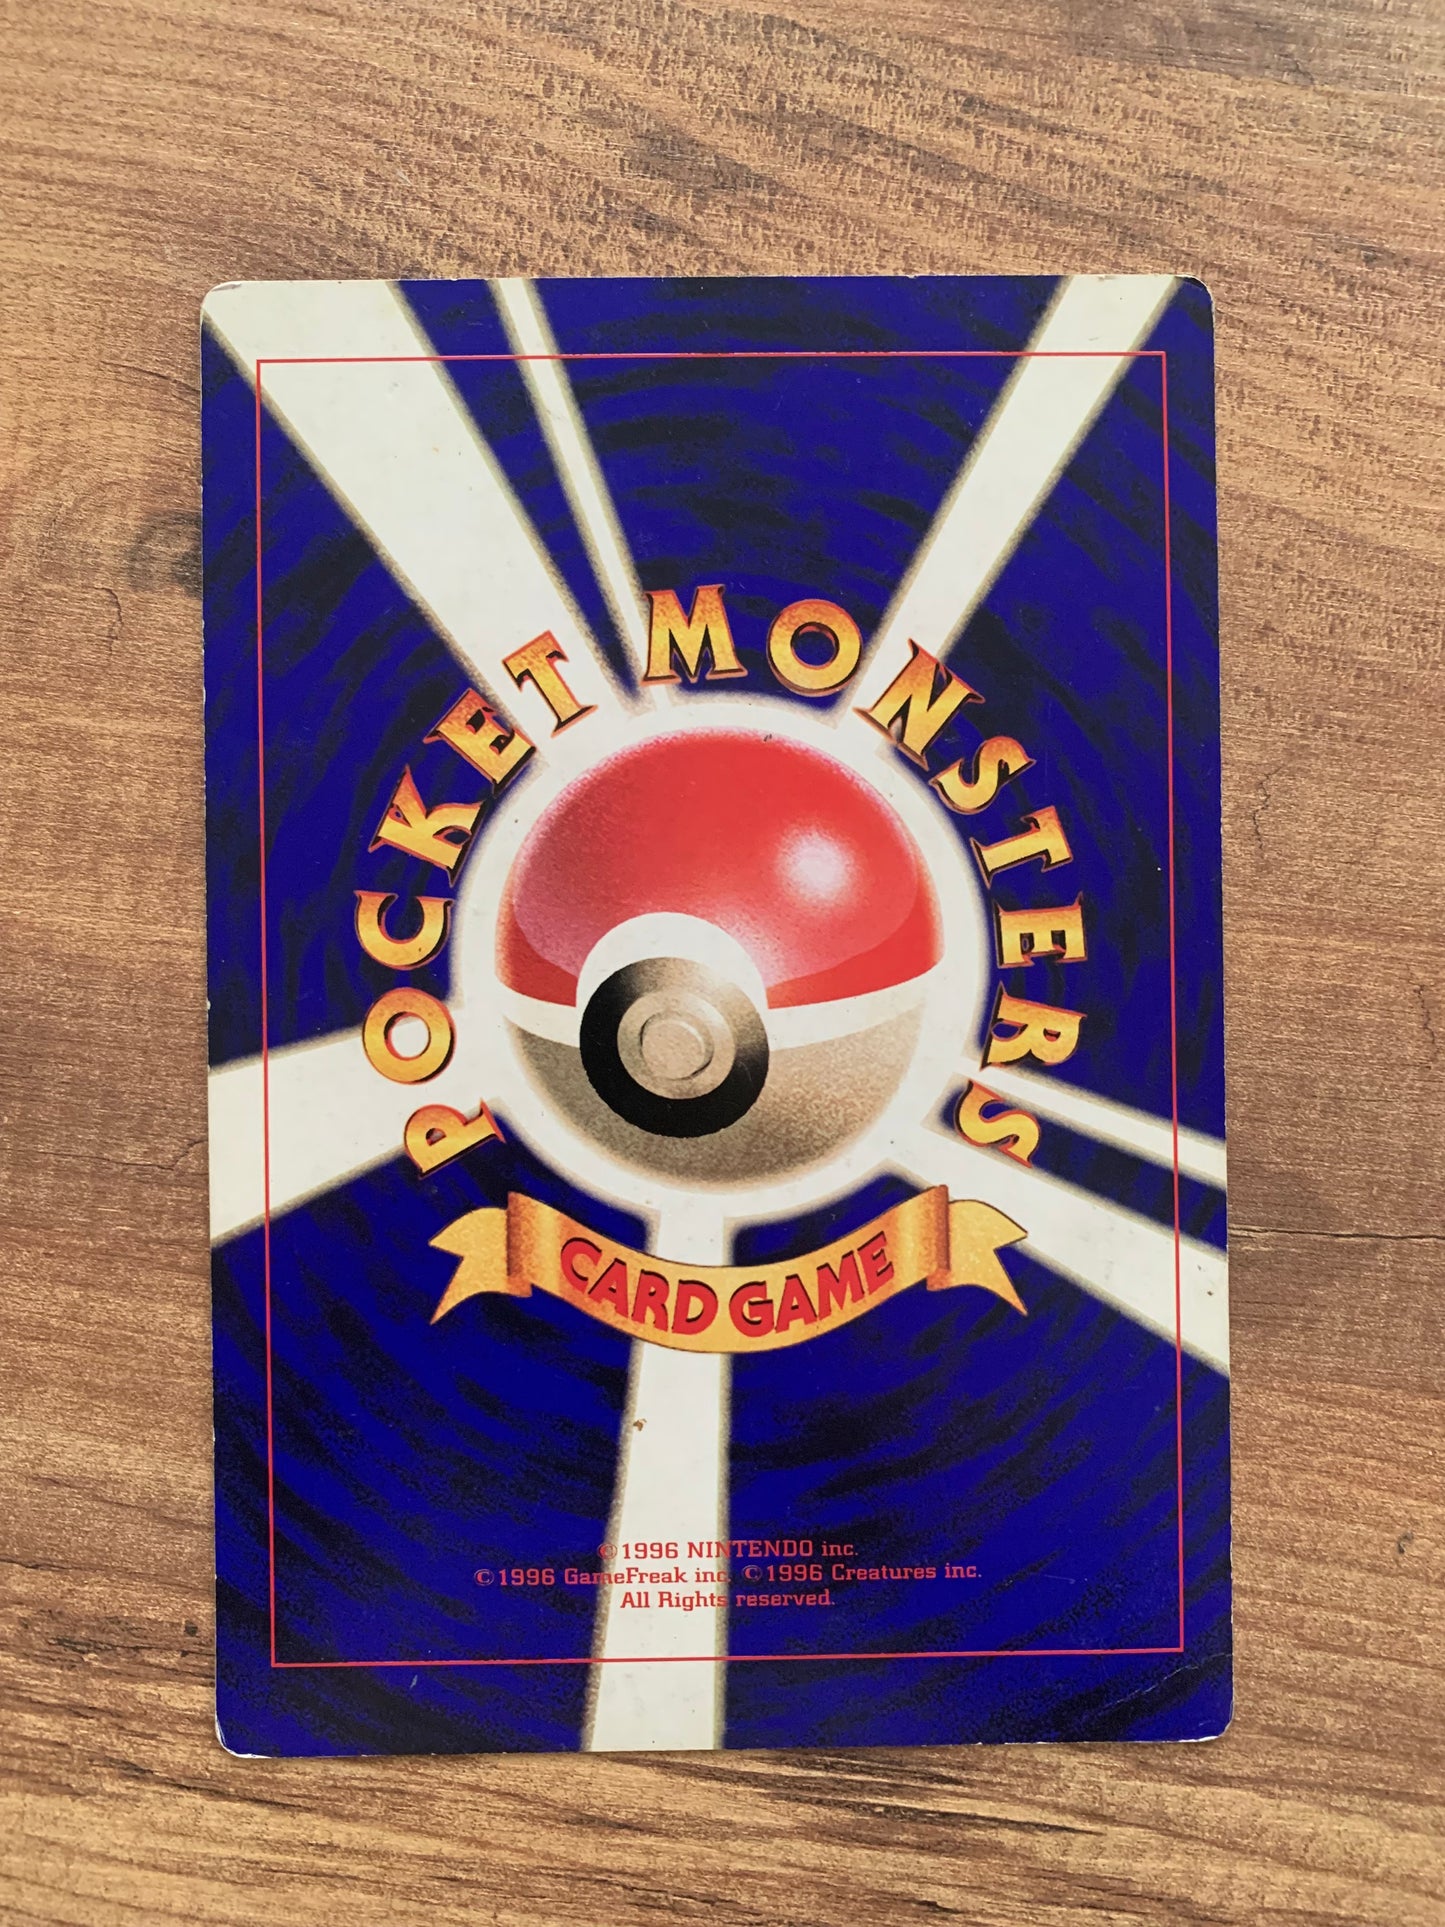 POCKET MONSTERS
CARD GAME
©1996 NINTENDO inc.
©1996 GameFreak inc. ©1996 Creatures inc.
All Rights reserved.